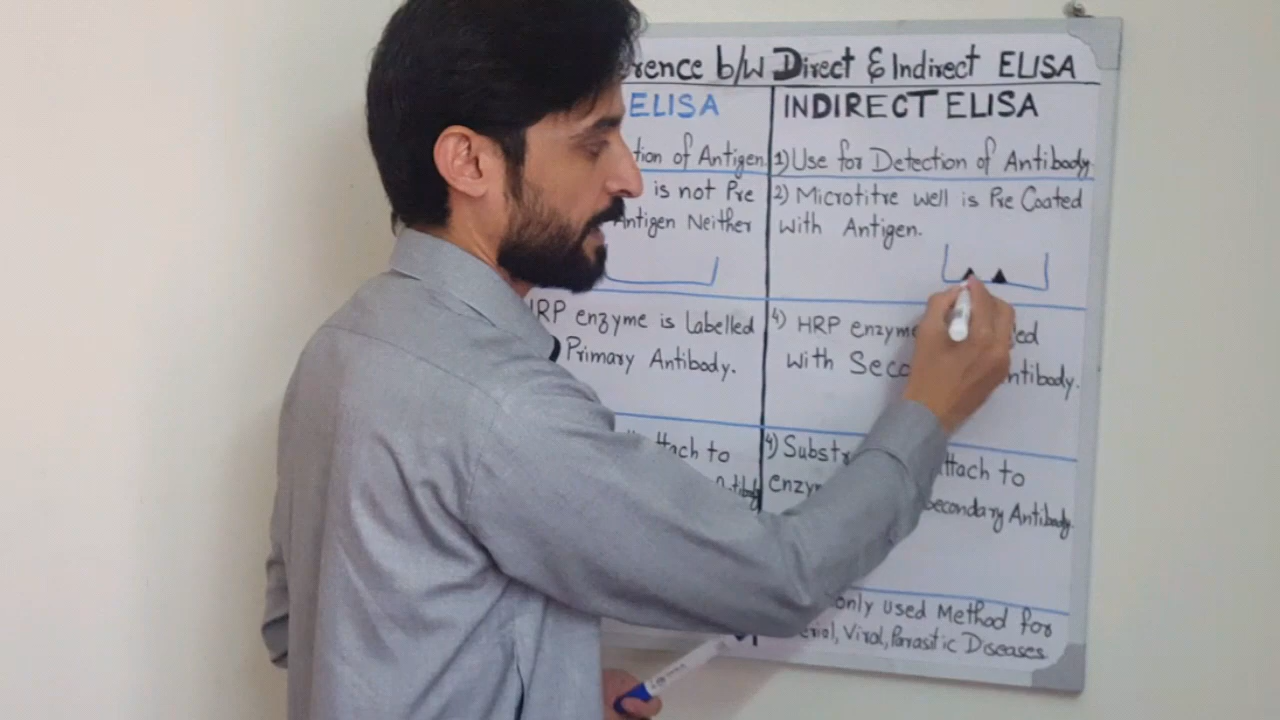 rence b/w Direct & Indirect ELISA
ELISA
tion of Antigen
is not Pre
Antigen Neither
HRP enzyme is labelled
Primary Antibody.
ttach to
INDIRECT ELISA
1) Use for Detection of Antibody.
2) Microtitre well is Pre Coated
with Antigen.
4) HRP enzyme led
with Seco ntibody.
4) Substr ttach to
enzy Secondary Antibody.
only used Method for
erial, Viral, Parasitic Diseases.